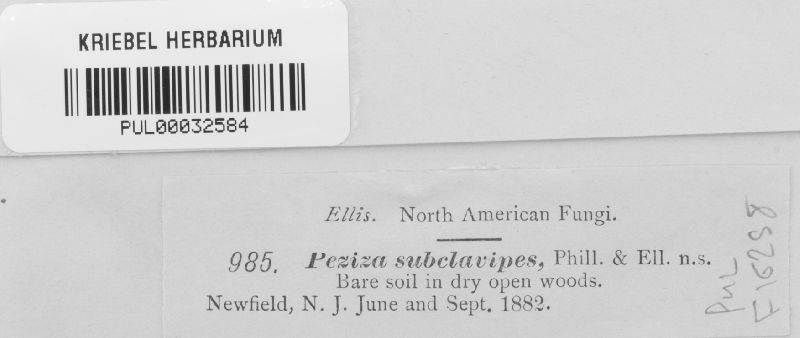 KRIEBEL HERBARIUM
PUL00032584
Ellis. North American Fungi.
985. Peziza subclavipes, Phill. & Ell. n.s.
Bare soil in dry open woods.
Newfield, N. J. June and Sept. 1882.
PUL
F16258